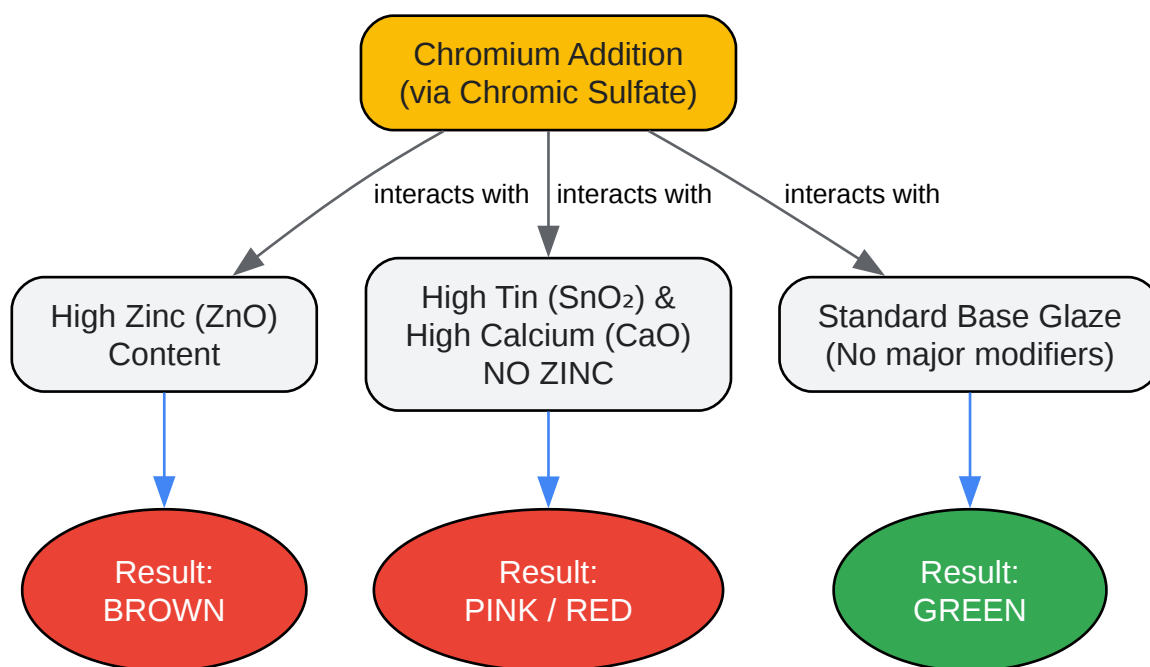 Chromium Addition
(via Chromic Sulfate)
interacts with
interacts with
interacts with
High Zinc (ZnO)
Content
High Tin (SnO₂) &
High Calcium (CaO)
NO ZINC
Standard Base Glaze
(No major modifiers)
Result:
BROWN
Result:
PINK / RED
Result:
GREEN